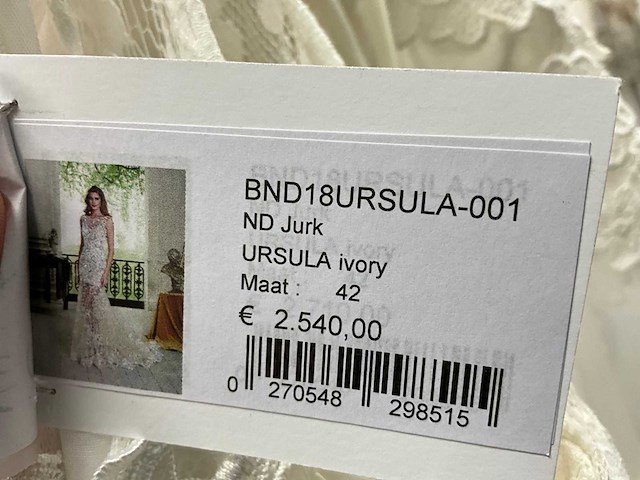 BND18URSULA-001
ND Jurk
URSULA ivory
Maat : 42
€ 2.540,00
0 270548 298515